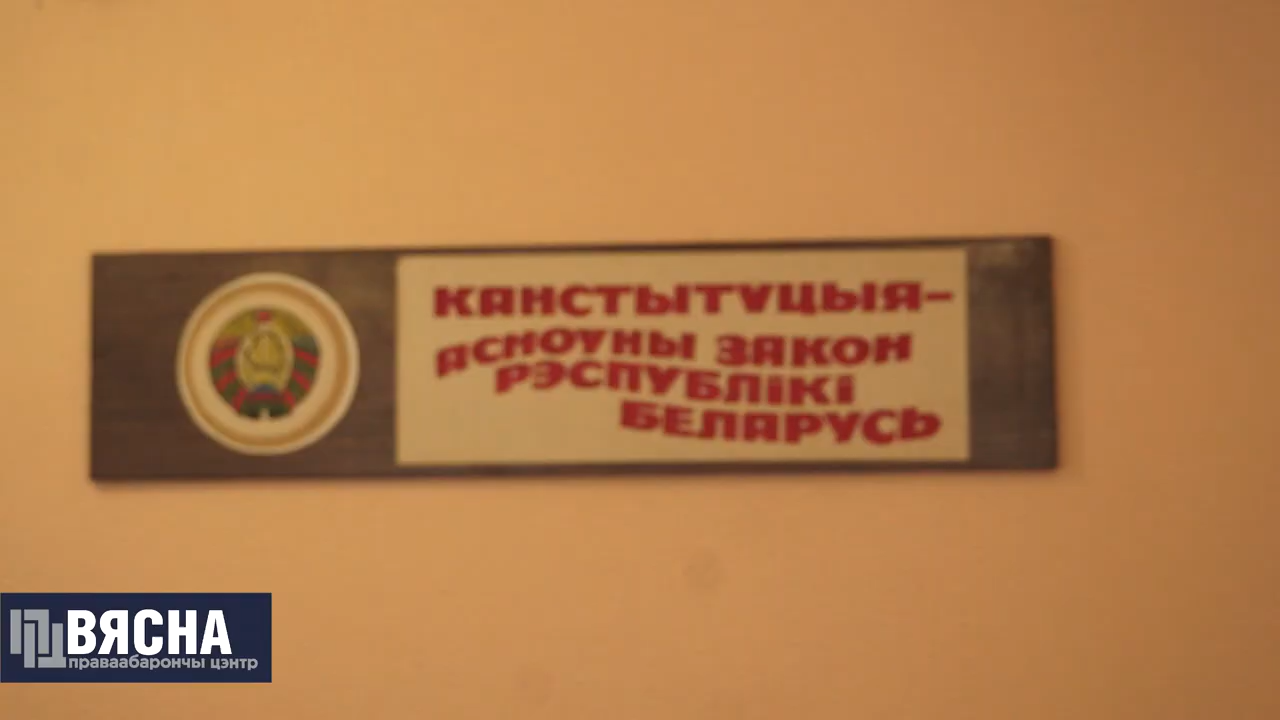 КАНСТЫТУЦЫЯ–
АСНОЎНЫ ЗАКОН
РЭСПУБЛІКІ
БЕЛАРУСЬ
ВЯСНА
праваабарончы цэнтр